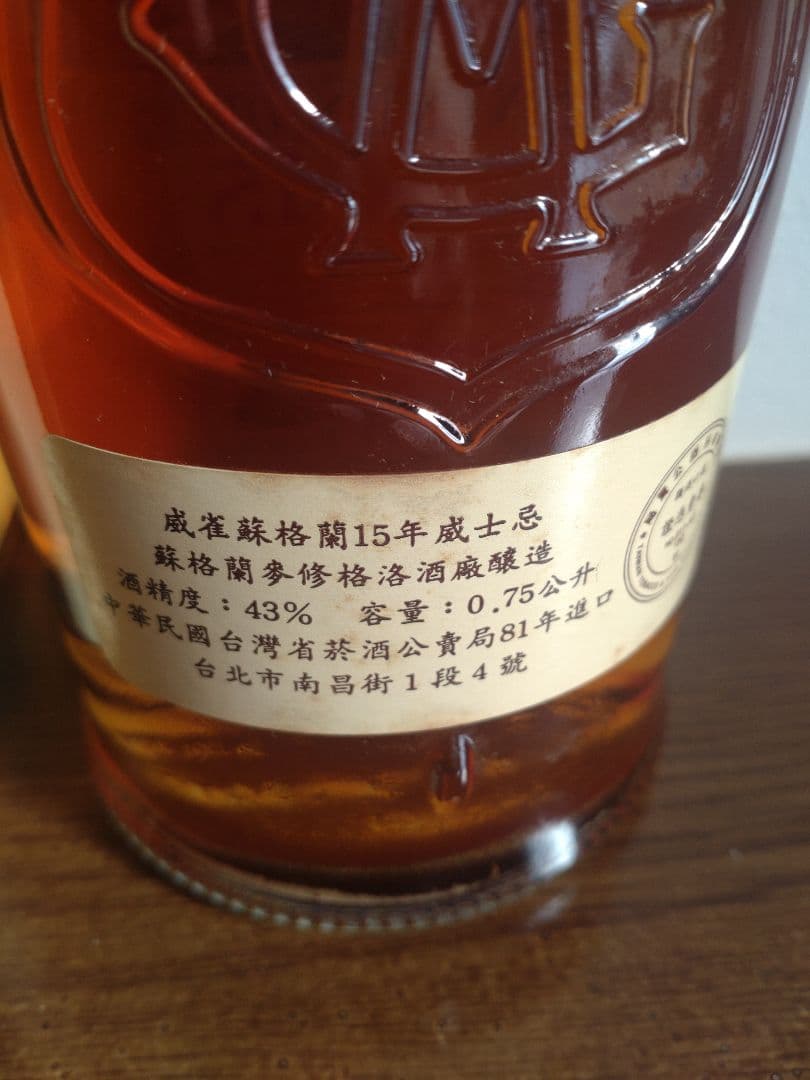 威雀蘇格蘭15年威士忌
蘇格蘭麥修格洛酒廠釀造
酒精度：43%　容量：0.75公升
中華民國台灣省菸酒公賣局81年進口
台北市南昌街1段4號